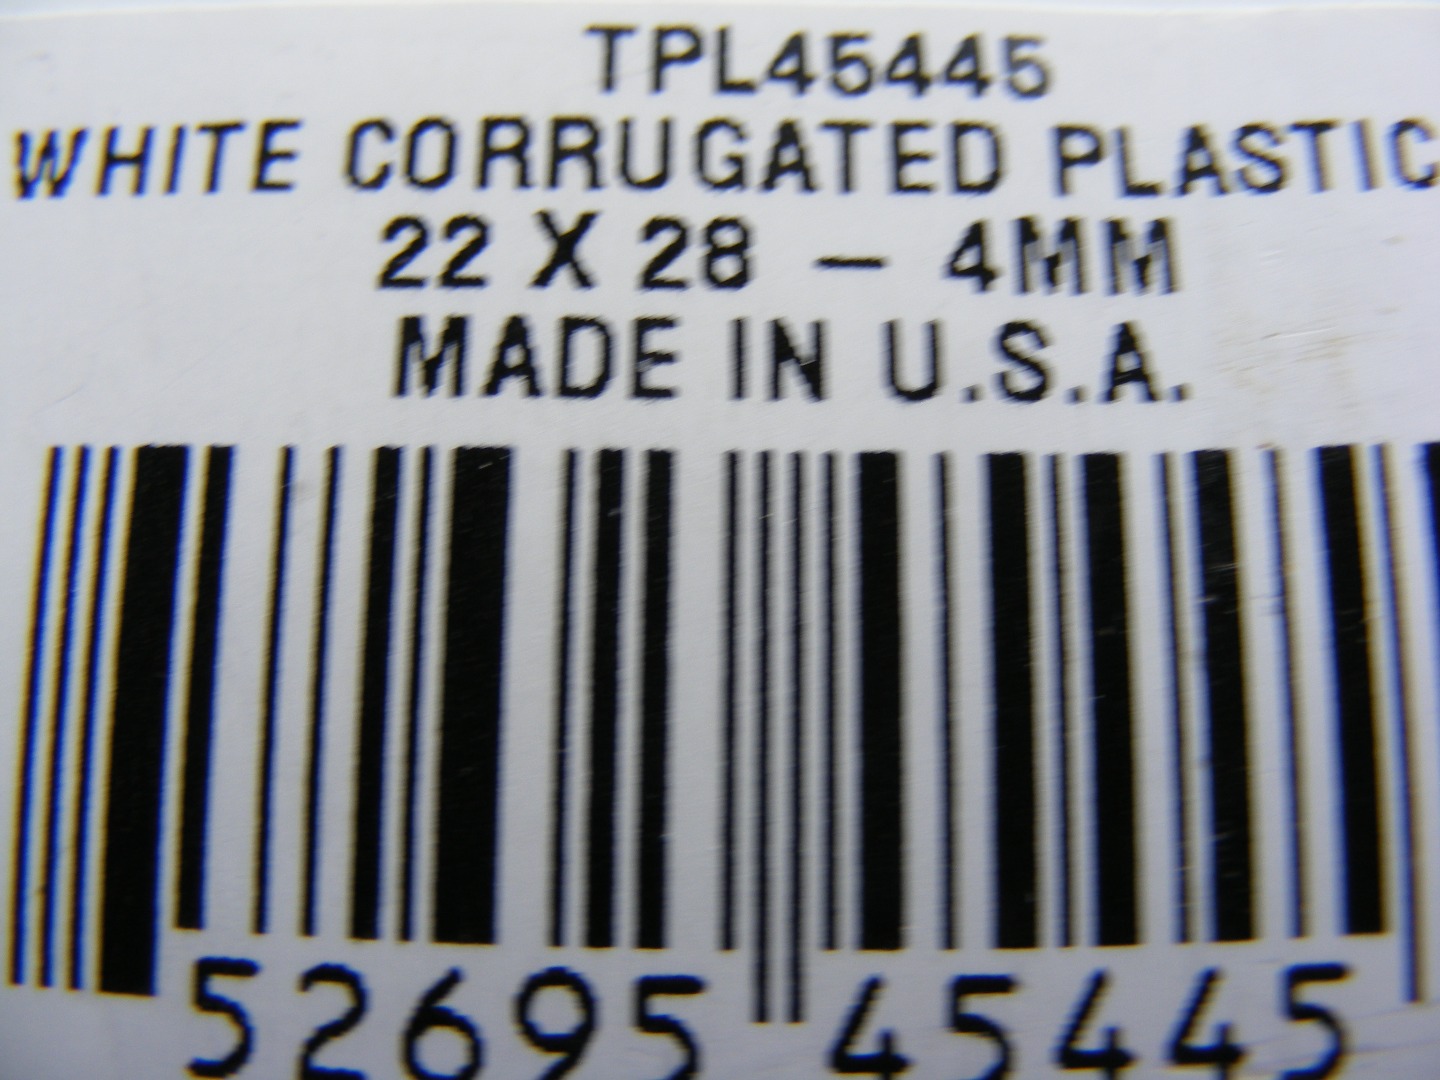 TPL45445
WHITE CORRUGATED PLASTIC
22 X 28 – 4MM
MADE IN U.S.A.
52695 45445